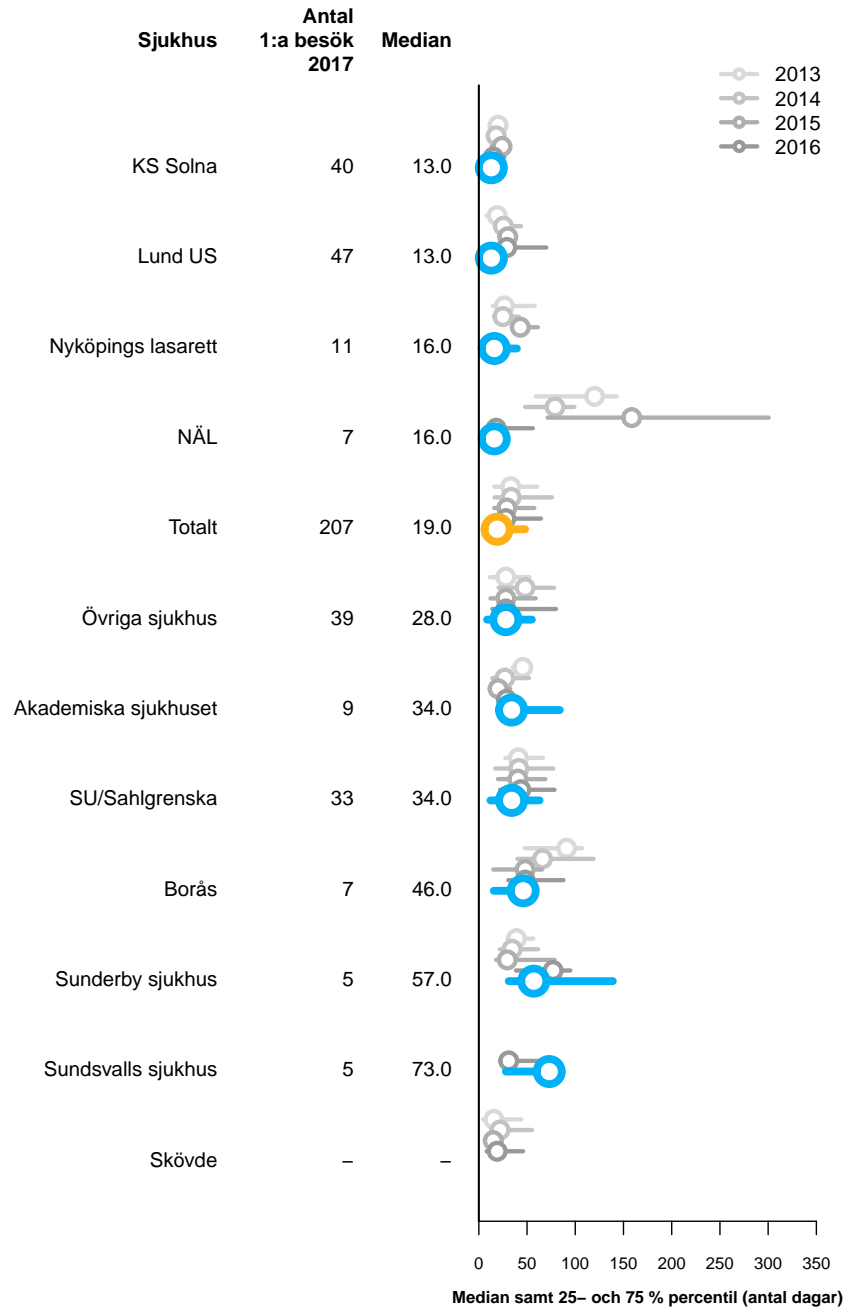 Sjukhus
Antal
1:a besök
2017
Median
2013
2014
2015
2016
KS Solna 40 13.0
Lund US 47 13.0
Nyköpings lasarett 11 16.0
NÄL 7 16.0
Totalt 207 19.0
Övriga sjukhus 39 28.0
Akademiska sjukhuset 9 34.0
SU/Sahlgrenska 33 34.0
Borås 7 46.0
Sunderby sjukhus 5 57.0
Sundsvalls sjukhus 5 73.0
Skövde – –
0 50 100 150 200 250 300 350
Median samt 25– och 75 % percentil (antal dagar)